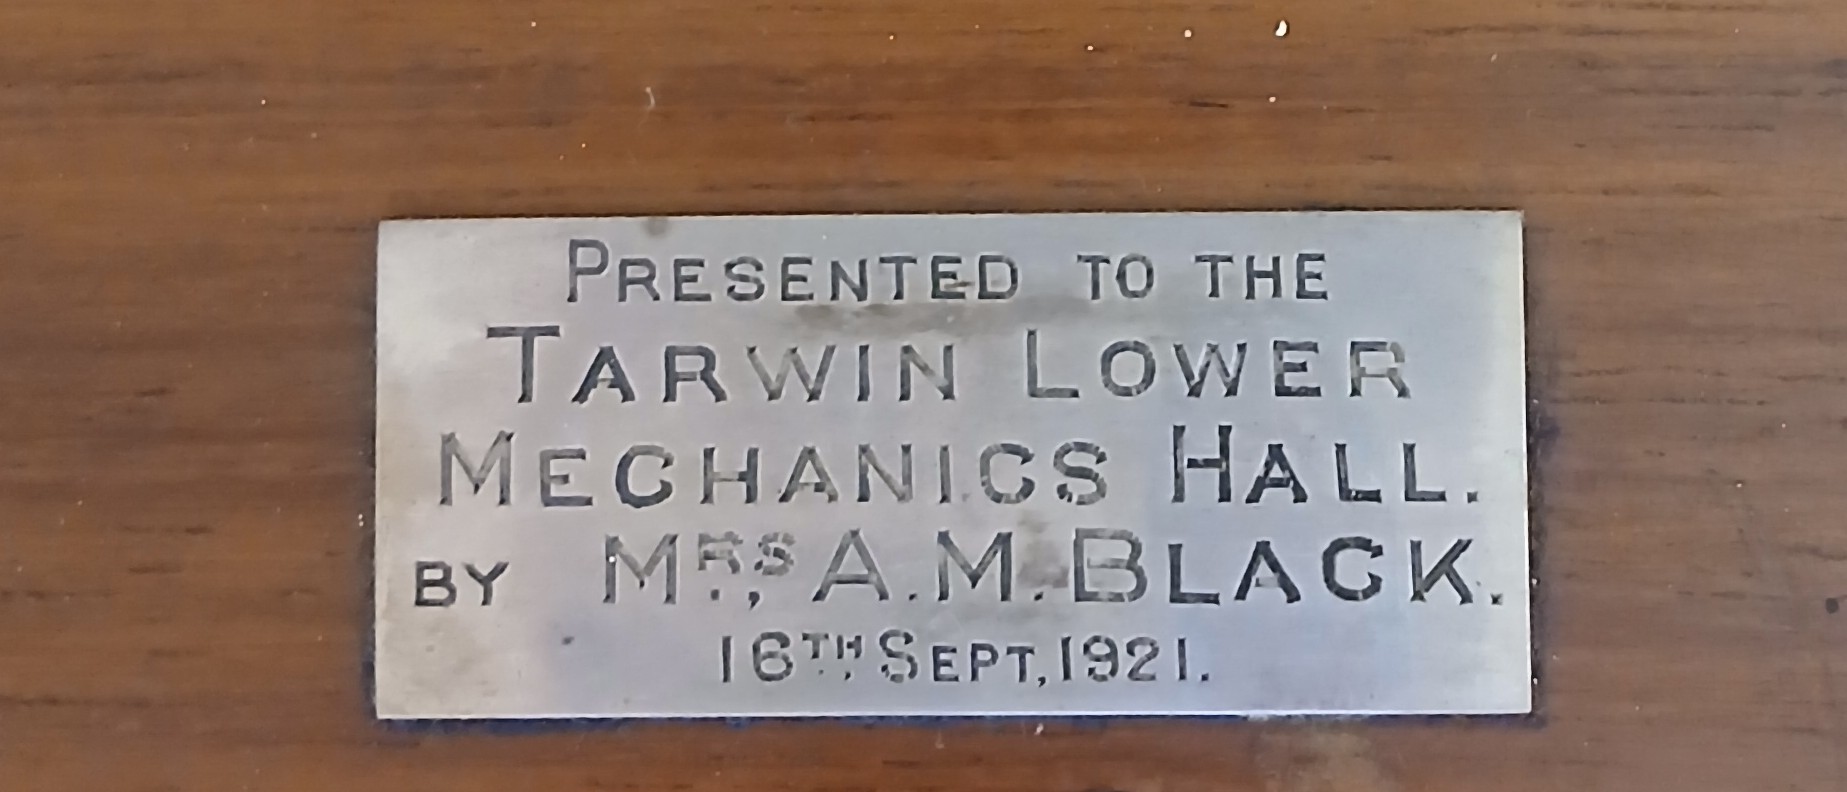 PRESENTED TO THE
TARWIN LOWER
MECHANICS HALL.
BY MRS, A.M. BLACK.
16TH SEPT, 1921.